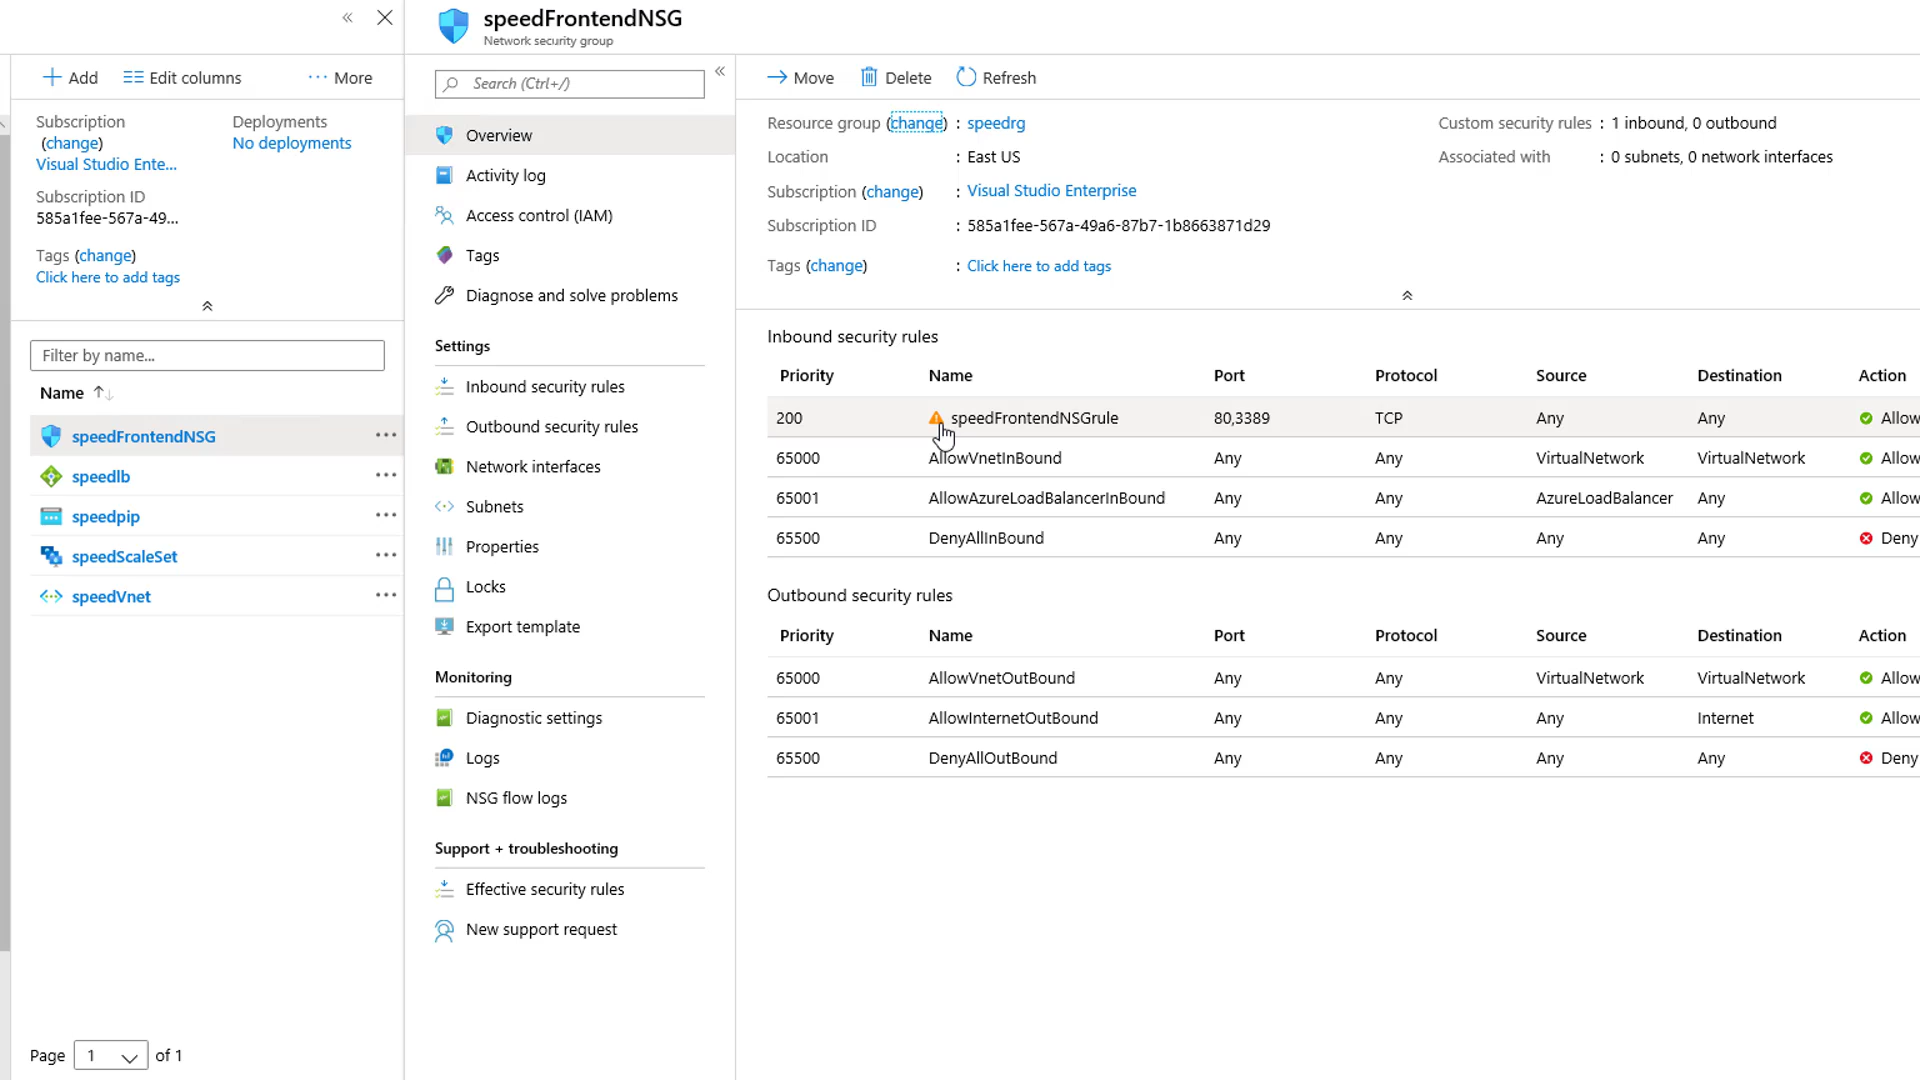 speedFrontendNSG
Network security group
Add
Edit columns
More
Subscription
(change)
Visual Studio Ente...
Deployments
No deployments
Subscription ID
585a1fee-567a-49...
Tags (change)
Click here to add tags
Filter by name...
Name
speedFrontendNSG
speedlb
speedpip
speedScaleSet
speedVnet
Page 1 of 1
Search (Ctrl+/)
Overview
Activity log
Access control (IAM)
Tags
Diagnose and solve problems
Settings
Inbound security rules
Outbound security rules
Network interfaces
Subnets
Properties
Locks
Export template
Monitoring
Diagnostic settings
Logs
NSG flow logs
Support + troubleshooting
Effective security rules
New support request
Move Delete Refresh
Resource group (change) : speedrg
Location : East US
Subscription (change) : Visual Studio Enterprise
Subscription ID : 585a1fee-567a-49a6-87b7-1b8663871d29
Tags (change) : Click here to add tags
Custom security rules : 1 inbound, 0 outbound
Associated with : 0 subnets, 0 network interfaces
Inbound security rules
Priority Name Port Protocol Source Destination Action
200 speedFrontendNSGrule 80,3389 TCP Any Any Allow
65000 AllowVnetInBound Any Any VirtualNetwork VirtualNetwork Allow
65001 AllowAzureLoadBalancerInBound Any Any AzureLoadBalancer Any Allow
65500 DenyAllInBound Any Any Any Any Deny
Outbound security rules
Priority Name Port Protocol Source Destination Action
65000 AllowVnetOutBound Any Any VirtualNetwork VirtualNetwork Allow
65001 AllowInternetOutBound Any Any Any Internet Allow
65500 DenyAllOutBound Any Any Any Any Deny